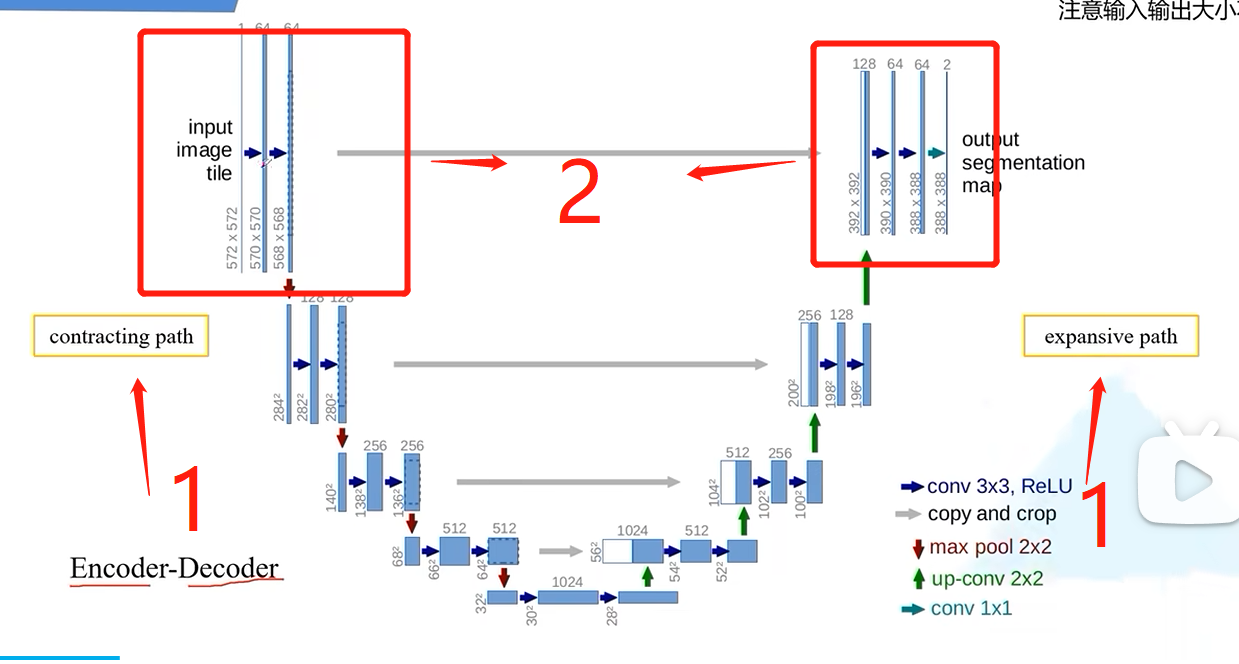 注意输入输出大小
1 64 64
128 64 64 2
input
image
tile
output
segmentation
map
2
572 x 572
570 x 570
568 x 568
392 x 392
390 x 390
388 x 388
388 x 388
128 128
256 128
contracting path
expansive path
284²
282²
280²
200²
198²
196²
256 256
512 256
140²
138²
136²
104²
102²
100²
1
1
conv 3x3, ReLU
copy and crop
max pool 2x2
up-conv 2x2
conv 1x1
512 512
1024 512
68²
66²
64²
56²
54²
52²
Encoder-Decoder
1024
32²
30²
28²